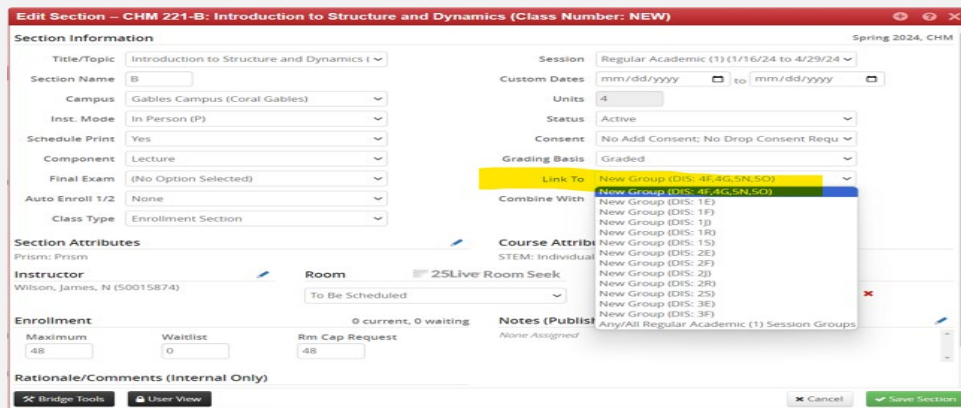 Edit Section – CHM 221-B: Introduction to Structure and Dynamics (Class Number: NEW)
Section Information Spring 2024, CHM
Title/Topic Introduction to Structure and Dynamics ( Session Regular Academic (1) (1/16/24 to 4/29/24
Section Name B Custom Dates mm/dd/yyyy to mm/dd/yyyy
Campus Gables Campus (Coral Gables) Units 4
Inst. Mode In Person (P) Status Active
Schedule Print Yes Consent No Add Consent; No Drop Consent Requ
Component Lecture Grading Basis Graded
Final Exam (No Option Selected) Link To New Group (DIS: 4F,4G,5N,5O)
Auto Enroll 1/2 None Combine With
Class Type Enrollment Section
New Group (DIS: 4F,4G,5N,5O)
New Group (DIS: 1E)
New Group (DIS: 1F)
New Group (DIS: 1J)
New Group (DIS: 1R)
New Group (DIS: 1S)
New Group (DIS: 2E)
New Group (DIS: 2F)
New Group (DIS: 2J)
New Group (DIS: 2R)
New Group (DIS: 2S)
New Group (DIS: 3E)
New Group (DIS: 3F)
Any/All Regular Academic (1) Session Groups
Section Attributes Course Attrib
Prism: Prism STEM: Individual
Instructor Room 25Live Room Seek
Wilson, James, N (50015874) To Be Scheduled
Enrollment 0 current, 0 waiting Notes (Publish
Maximum Waitlist Rm Cap Request None Assigned
48 0 48
Rationale/Comments (Internal Only)
Bridge Tools User View Cancel Save Section